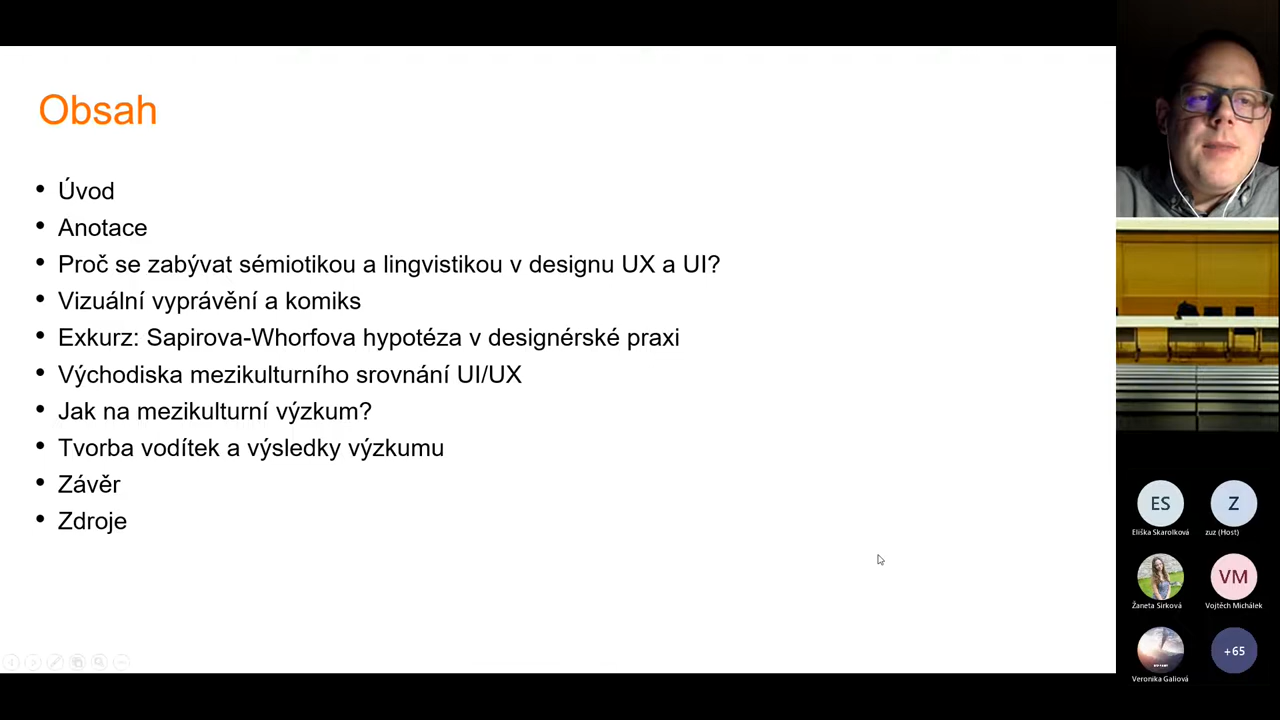 Obsah
• Úvod
• Anotace
• Proč se zabývat sémiotikou a lingvistikou v designu UX a UI?
• Vizuální vyprávění a komiks
• Exkurz: Sapirova-Whorfova hypotéza v designérské praxi
• Východiska mezikulturního srovnání UI/UX
• Jak na mezikulturní výzkum?
• Tvorba vodítek a výsledky výzkumu
• Závěr
• Zdroje
ES
Eliška Skarolková
Z
zuz (Host)
Žaneta Sirková
VM
Vojtěch Michálek
Veronika Galiová
+65